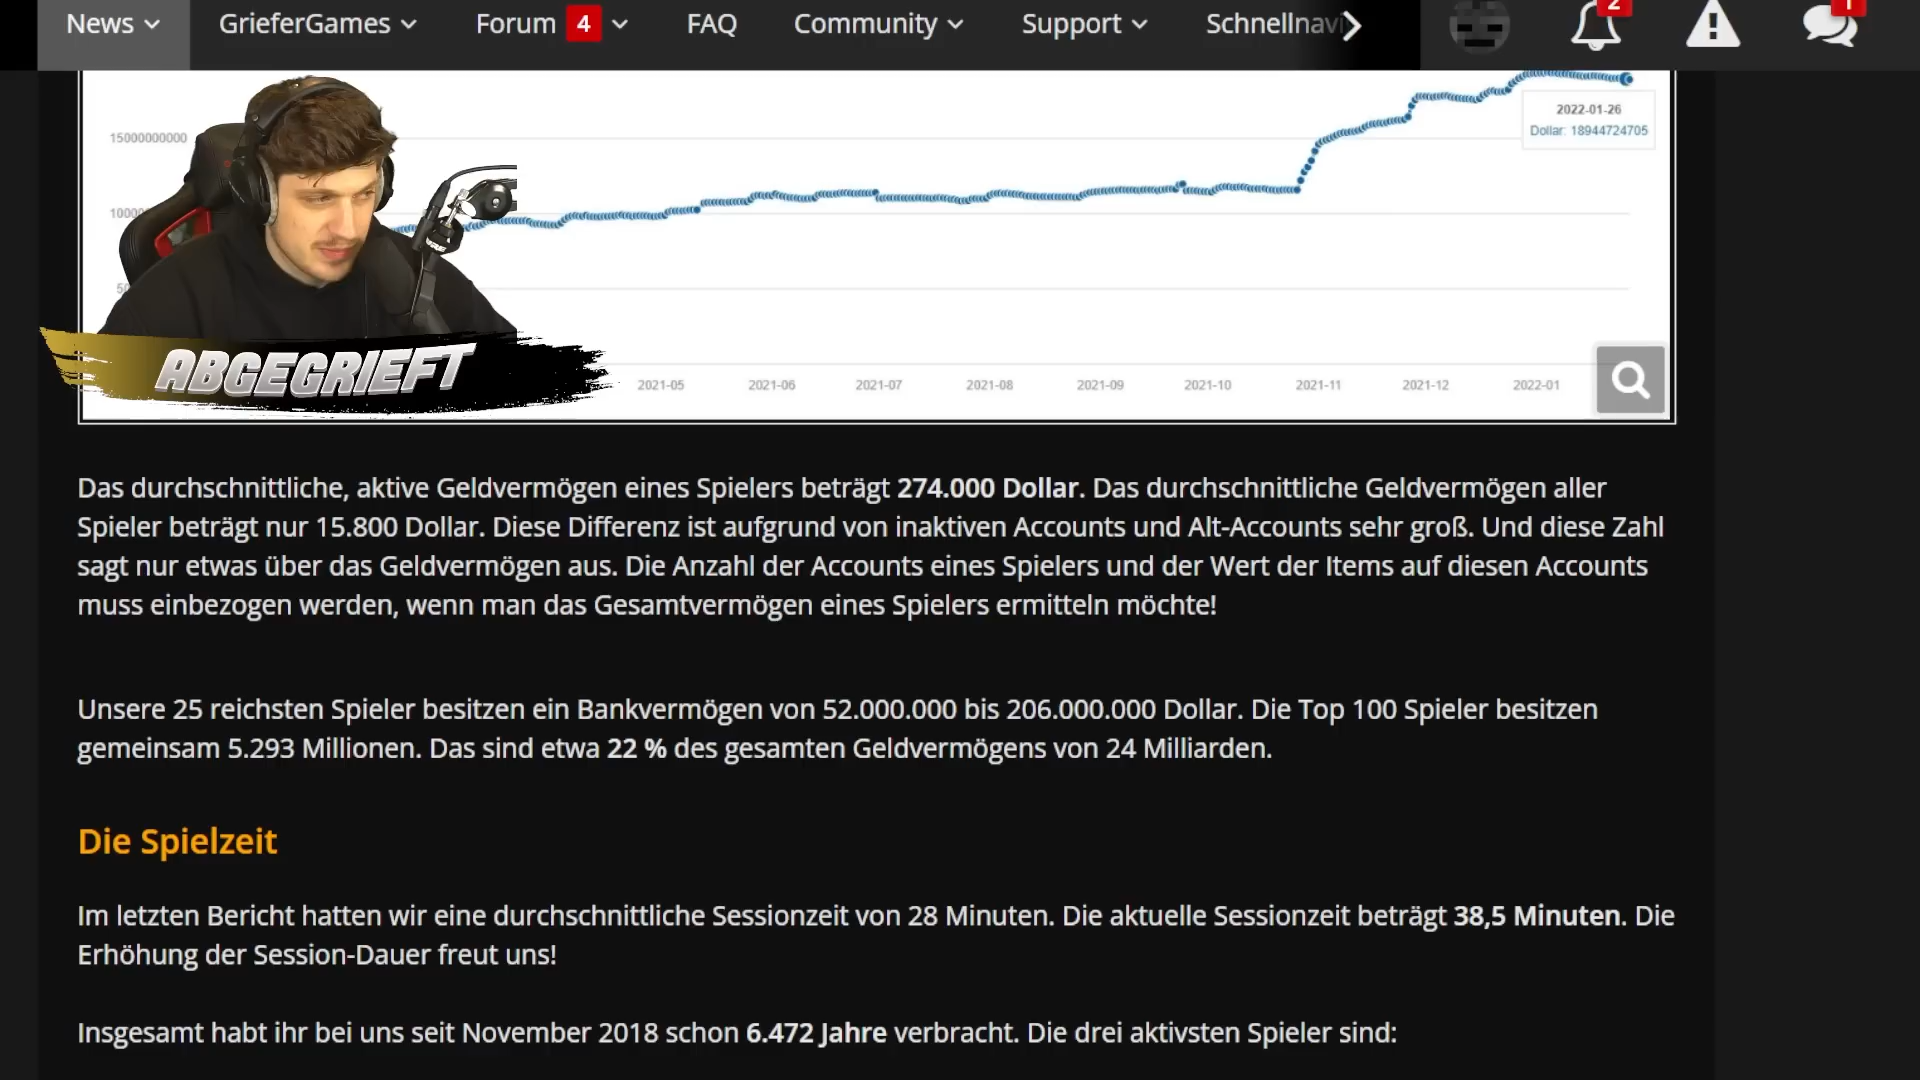 News
GrieferGames
Forum 4
FAQ
Community
Support
Schnellnavi
2
1
15000000000
2022-01-26
Dollar: 18944724705
ABGEGRIEFT
2021-05
2021-06
2021-07
2021-08
2021-09
2021-10
2021-11
2021-12
2022-01
Das durchschnittliche, aktive Geldvermögen eines Spielers beträgt 274.000 Dollar. Das durchschnittliche Geldvermögen aller
Spieler beträgt nur 15.800 Dollar. Diese Differenz ist aufgrund von inaktiven Accounts und Alt-Accounts sehr groß. Und diese Zahl
sagt nur etwas über das Geldvermögen aus. Die Anzahl der Accounts eines Spielers und der Wert der Items auf diesen Accounts
muss einbezogen werden, wenn man das Gesamtvermögen eines Spielers ermitteln möchte!
Unsere 25 reichsten Spieler besitzen ein Bankvermögen von 52.000.000 bis 206.000.000 Dollar. Die Top 100 Spieler besitzen
gemeinsam 5.293 Millionen. Das sind etwa 22 % des gesamten Geldvermögens von 24 Milliarden.
Die Spielzeit
Im letzten Bericht hatten wir eine durchschnittliche Sessionzeit von 28 Minuten. Die aktuelle Sessionzeit beträgt 38,5 Minuten. Die
Erhöhung der Session-Dauer freut uns!
Insgesamt habt ihr bei uns seit November 2018 schon 6.472 Jahre verbracht. Die drei aktivsten Spieler sind: